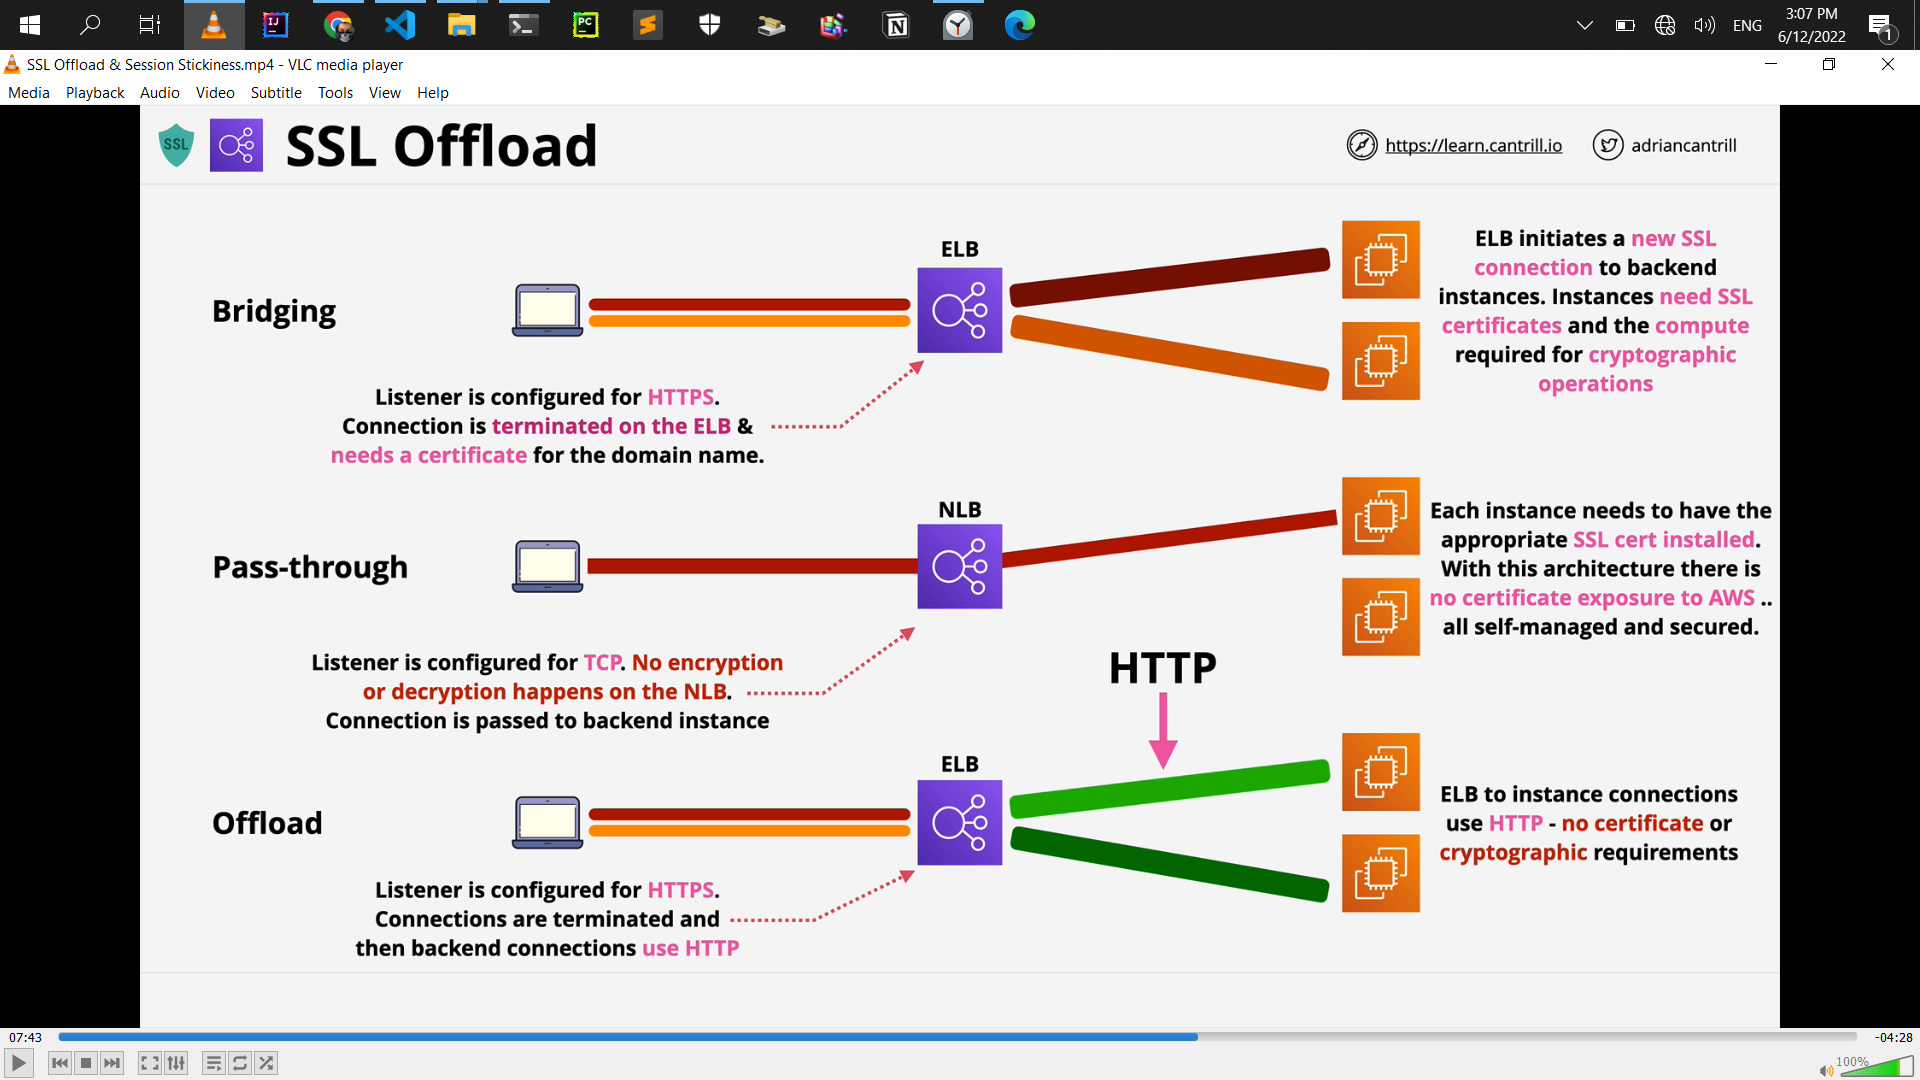 ENG
3:07 PM
6/12/2022
1
SSL Offload & Session Stickiness.mp4 - VLC media player
Media Playback Audio Video Subtitle Tools View Help
SSL
SSL Offload
https://learn.cantrill.io
adriancantrill
Bridging
ELB
Listener is configured for HTTPS.
Connection is terminated on the ELB &
needs a certificate for the domain name.
ELB initiates a new SSL
connection to backend
instances. Instances need SSL
certificates and the compute
required for cryptographic
operations
Pass-through
NLB
Listener is configured for TCP. No encryption
or decryption happens on the NLB.
Connection is passed to backend instance
Each instance needs to have the
appropriate SSL cert installed.
With this architecture there is
no certificate exposure to AWS ..
all self-managed and secured.
HTTP
Offload
ELB
Listener is configured for HTTPS.
Connections are terminated and
then backend connections use HTTP
ELB to instance connections
use HTTP - no certificate or
cryptographic requirements
07:43
-04:28
100%